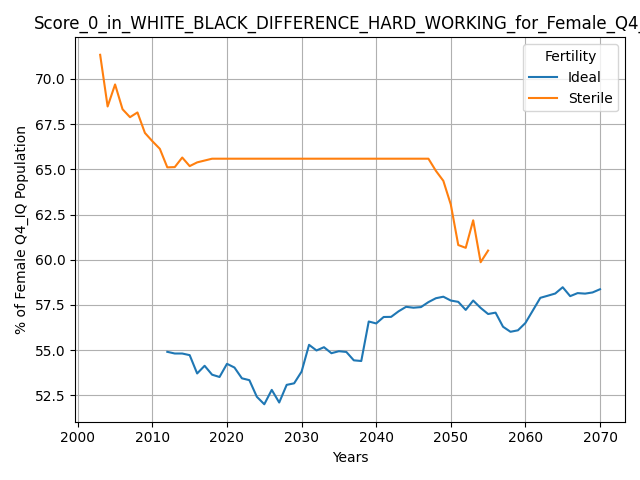 Score_0_in_WHITE_BLACK_DIFFERENCE_HARD_WORKING_for_Female_Q4_
Fertility
Ideal
Sterile
% of Female Q4_IQ Population
70.0
67.5
65.0
62.5
60.0
57.5
55.0
52.5
2000 2010 2020 2030 2040 2050 2060 2070
Years